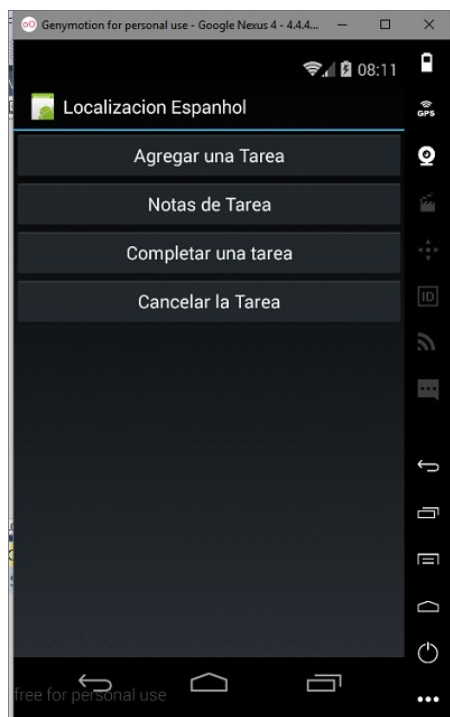 Genymotion for personal use - Google Nexus 4 - 4.4.4...
08:11
Localizacion Espanhol
GPS
Agregar una Tarea
Notas de Tarea
Completar una tarea
Cancelar la Tarea
ID
free for personal use